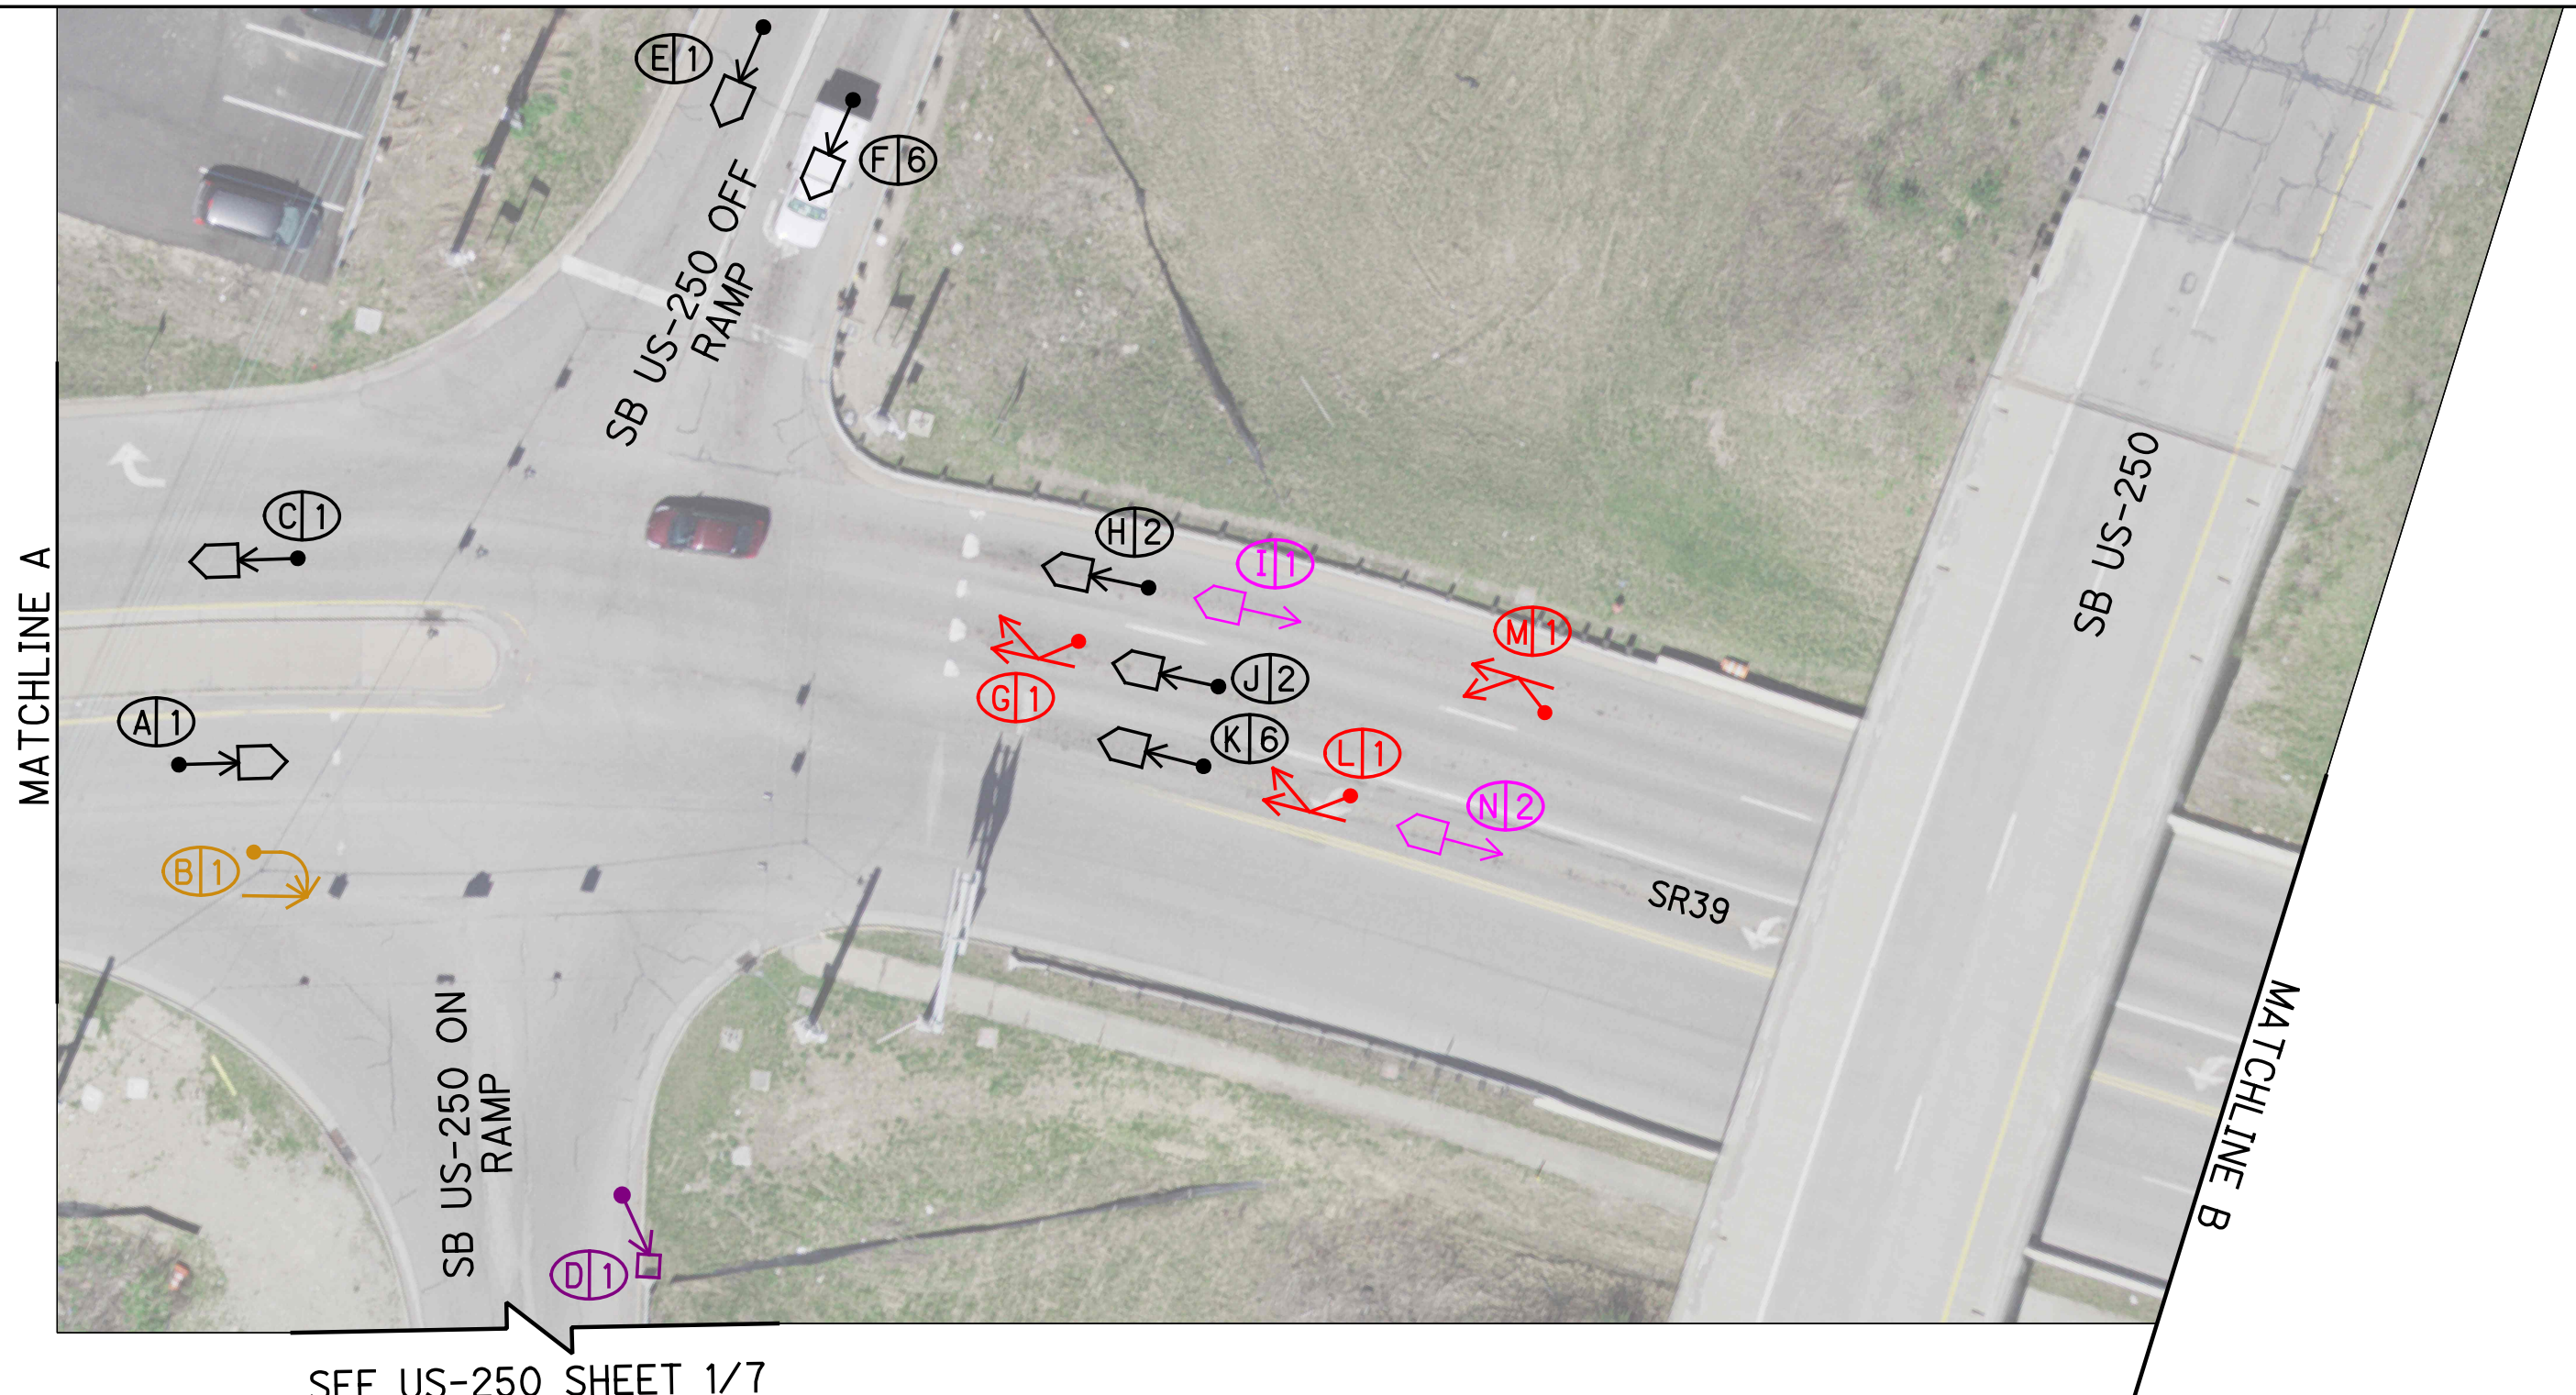 E 1
F 6
SB US-250 OFF
RAMP
C 1
H 2
I 1
SB US-250
MATCHLINE A
G 1
J 2
M 1
A 1
K 6
L 1
N 2
B 1
SR39
SB US-250 ON
RAMP
MATCHLINE B
D 1
SEE US-250 SHEET 1/7